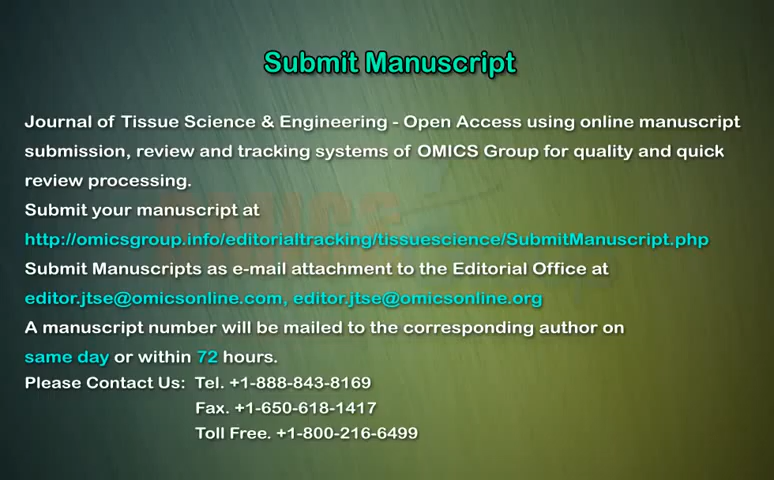 Submit Manuscript
Journal of Tissue Science & Engineering - Open Access using online manuscript
submission, review and tracking systems of OMICS Group for quality and quick
review processing.
Submit your manuscript at
http://omicsgroup.info/editorialtracking/tissuescience/SubmitManuscript.php
Submit Manuscripts as e-mail attachment to the Editorial Office at
editor.jtse@omicsonline.com, editor.jtse@omicsonline.org
A manuscript number will be mailed to the corresponding author on
same day or within 72 hours.
Please Contact Us: Tel. +1-888-843-8169
Fax. +1-650-618-1417
Toll Free. +1-800-216-6499